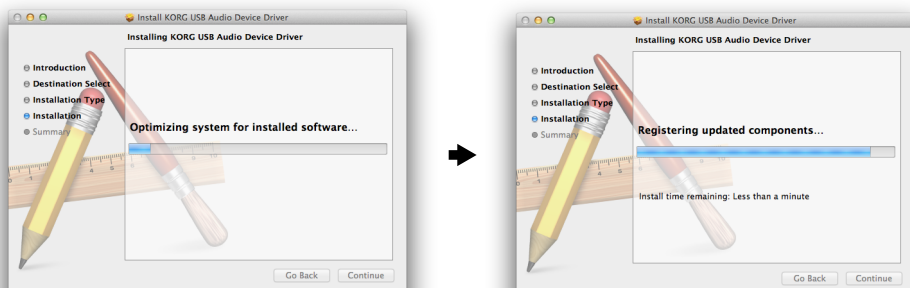 Install KORG USB Audio Device Driver
Installing KORG USB Audio Device Driver
Introduction
Destination Select
Installation Type
Installation
Summary
Optimizing system for installed software...
Go Back
Continue
Install KORG USB Audio Device Driver
Installing KORG USB Audio Device Driver
Introduction
Destination Select
Installation Type
Installation
Summary
Registering updated components...
Install time remaining: Less than a minute
Go Back
Continue